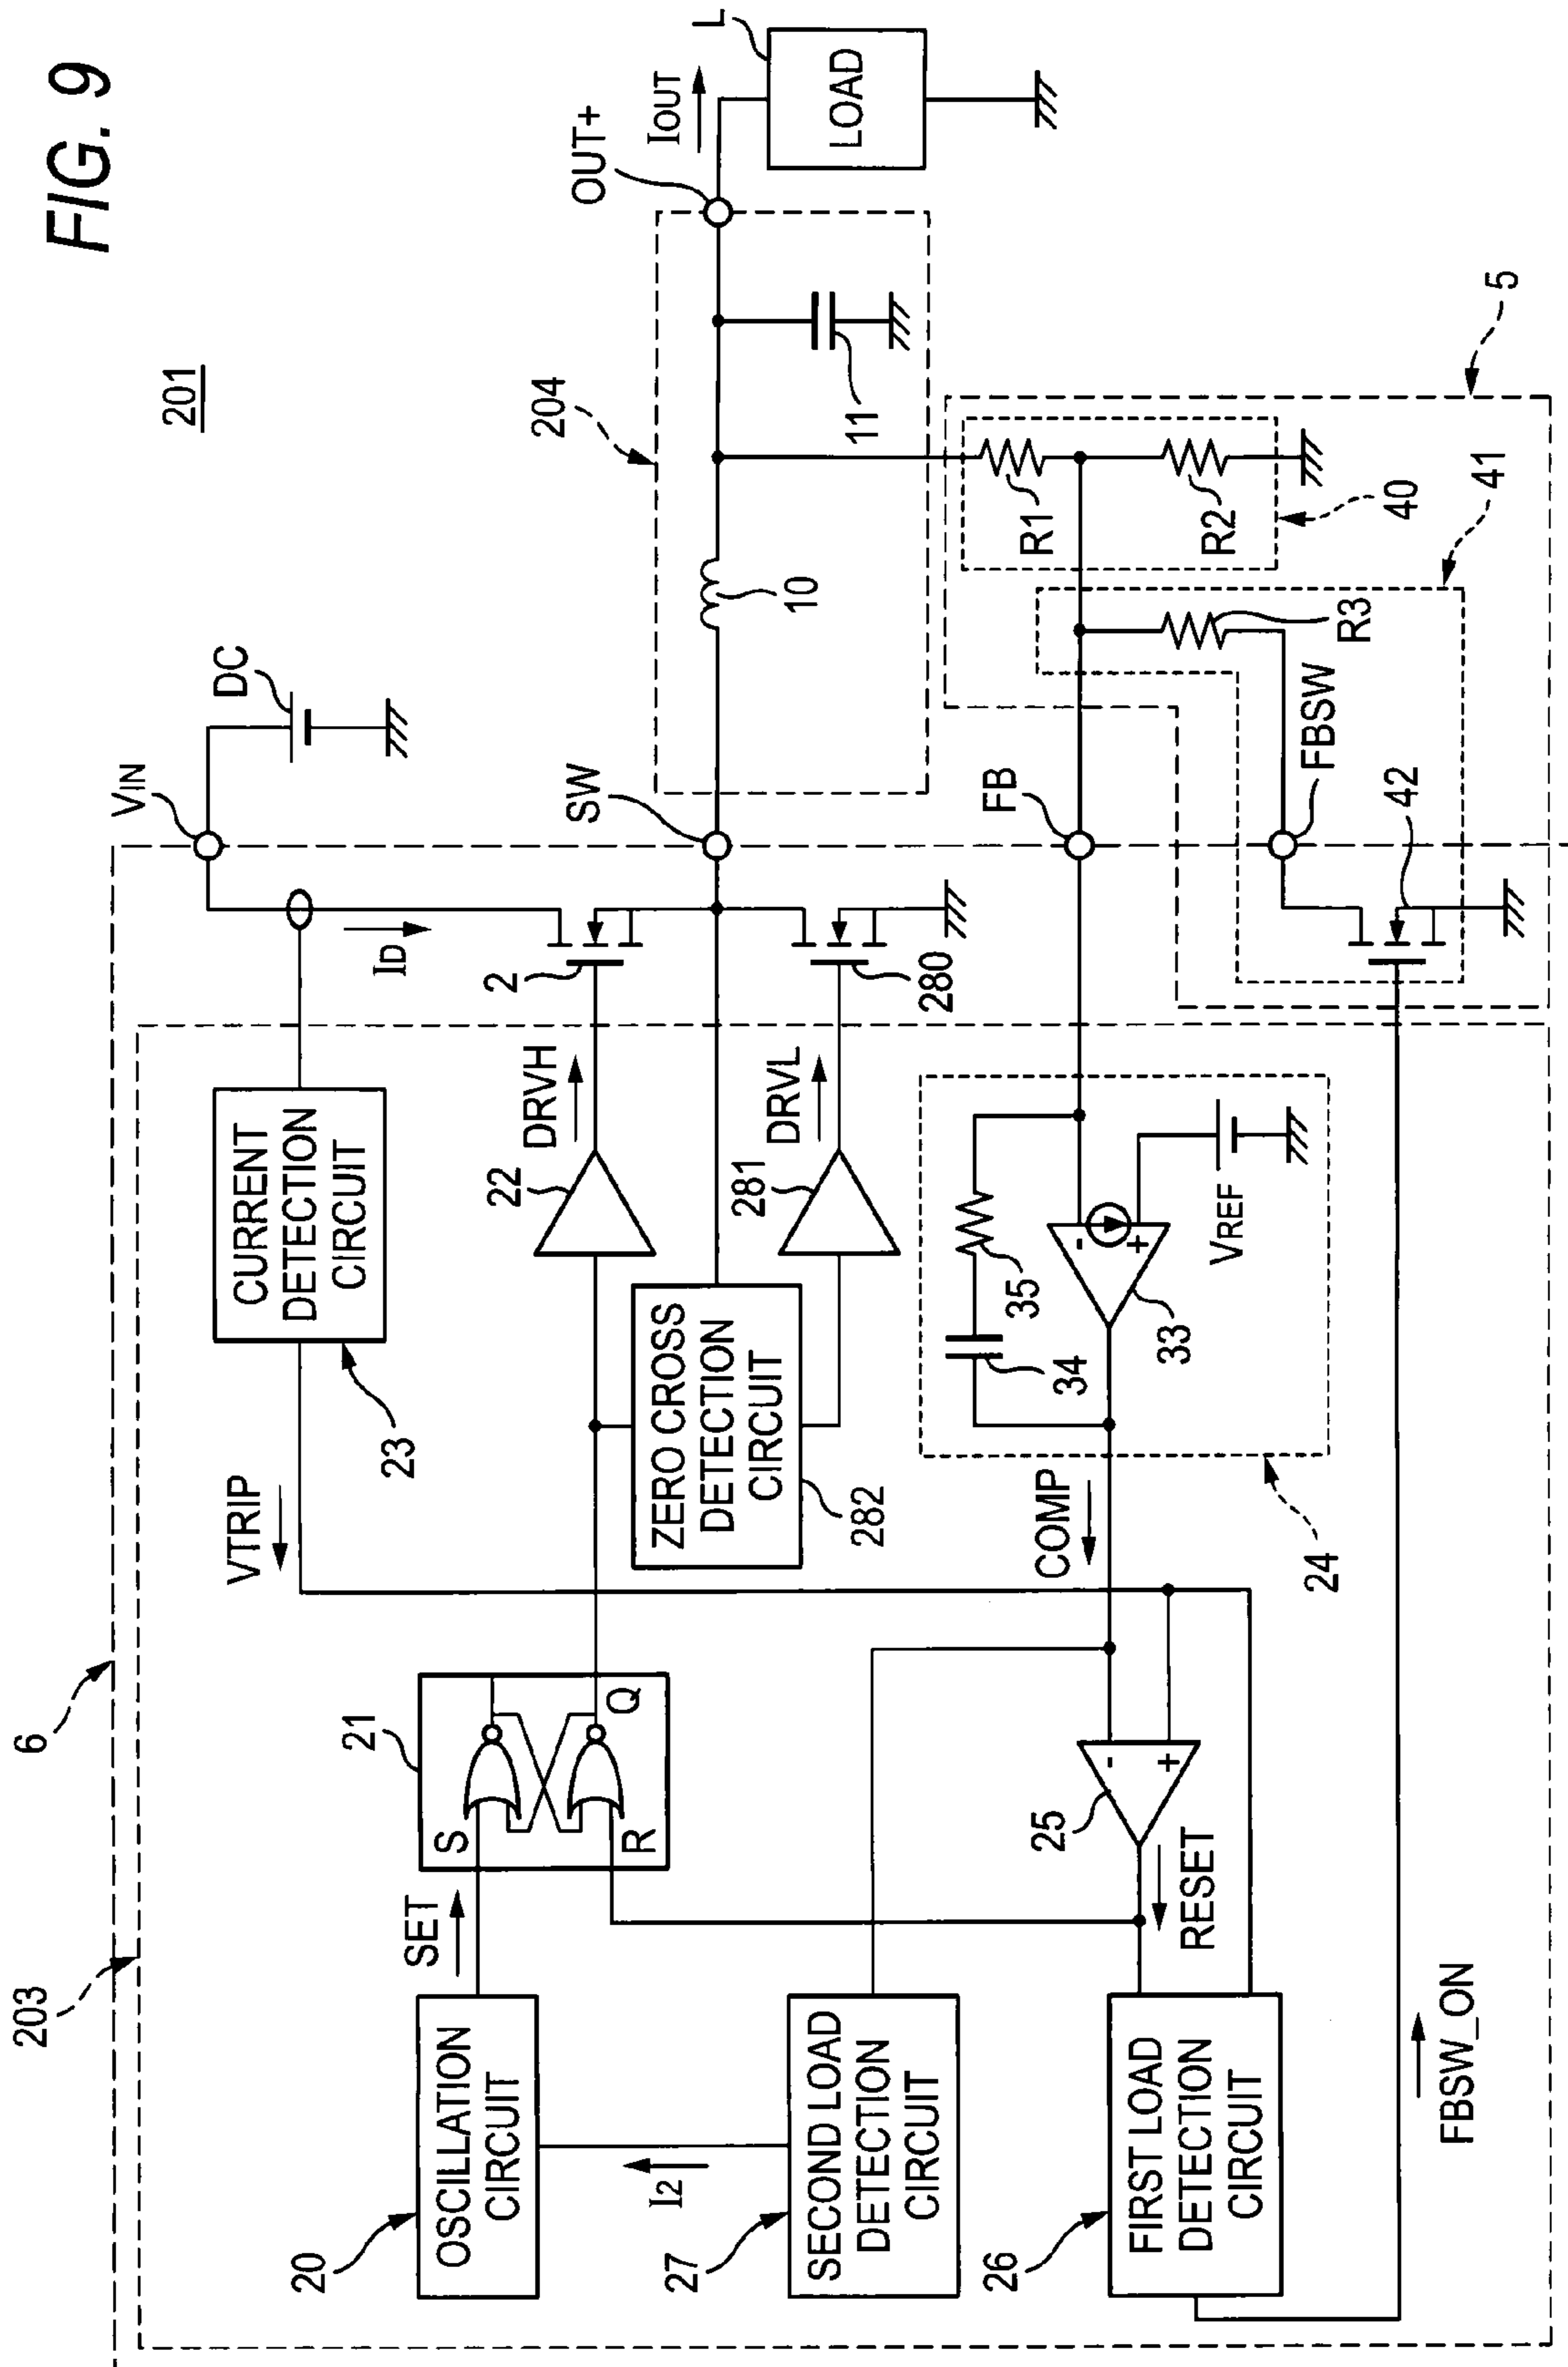 FIG. 9
201
6
203
VIN
DC
SW
204
OUT+
IOUT
L
LOAD
10
11
ID
2
280
CURRENT
DETECTION
CIRCUIT
23
VTRIP
22
DRVH
281
DRVL
ZERO CROSS
DETECTION
CIRCUIT
282
21
S
R
Q
SET
OSCILLATION
CIRCUIT
20
I2
SECOND LOAD
DETECTION
CIRCUIT
27
FIRST LOAD
DETECTION
CIRCUIT
26
25
-
+
RESET
COMP
24
34
35
33
-
+
VREF
FB
FBSW
42
R1
R2
R3
40
41
5
FBSW_ON